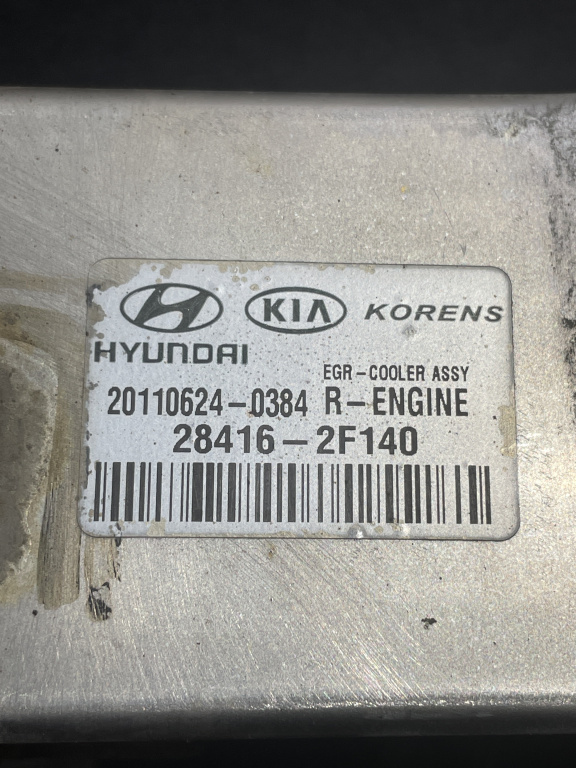 KIA KORENS
HYUNDAI
EGR-COOLER ASSY
20110624-0384 R-ENGINE
28416-2F140